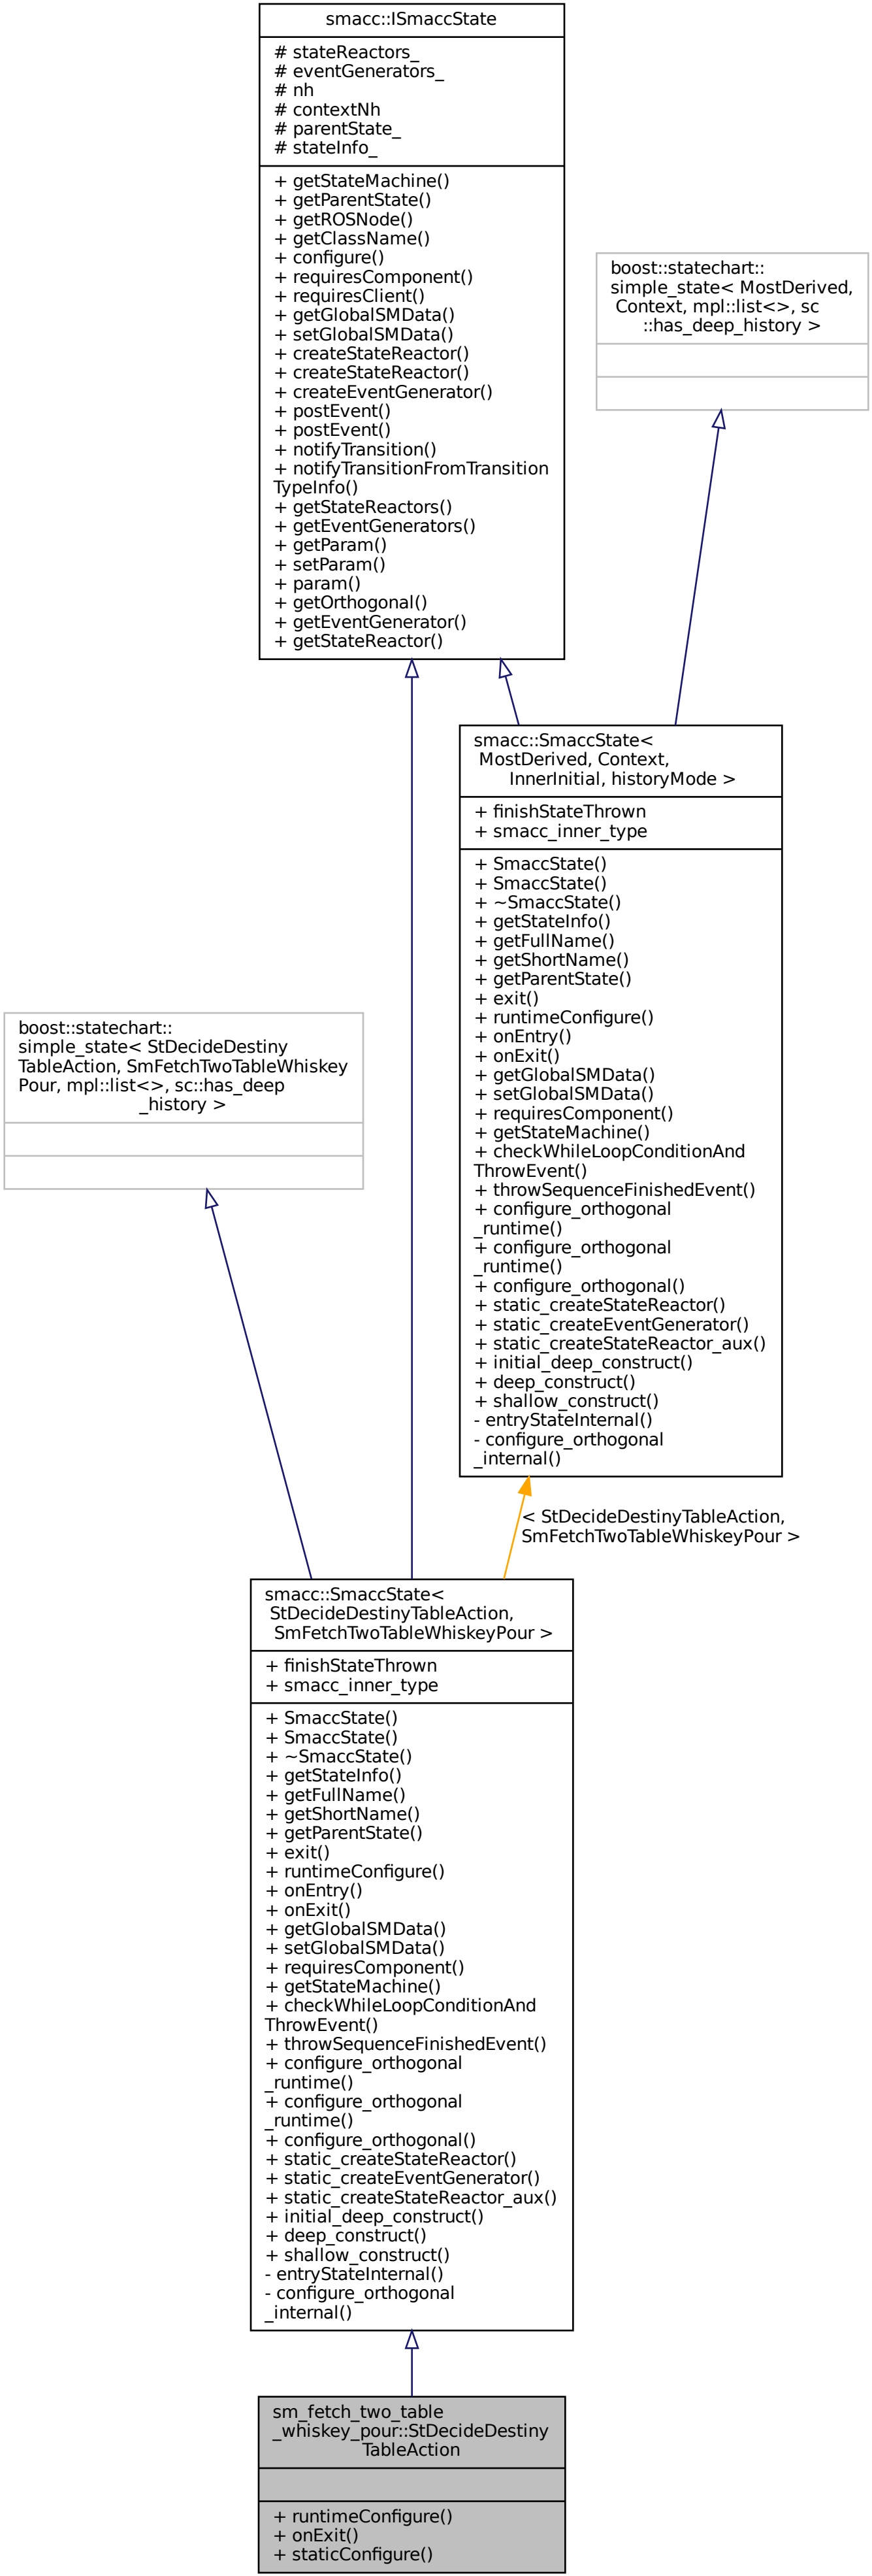 smacc::ISmaccState
# stateReactors_
# eventGenerators_
# nh
# contextNh
# parentState_
# stateInfo_
+ getStateMachine()
+ getParentState()
+ getROSNode()
+ getClassName()
+ configure()
+ requiresComponent()
+ requiresClient()
+ getGlobalSMData()
+ setGlobalSMData()
+ createStateReactor()
+ createStateReactor()
+ createEventGenerator()
+ postEvent()
+ postEvent()
+ notifyTransition()
+ notifyTransitionFromTransition
TypeInfo()
+ getStateReactors()
+ getEventGenerators()
+ getParam()
+ setParam()
+ param()
+ getOrthogonal()
+ getEventGenerator()
+ getStateReactor()
boost::statechart::
simple_state< MostDerived,
Context, mpl::list<>, sc
::has_deep_history >
smacc::SmaccState<
MostDerived, Context,
InnerInitial, historyMode >
+ finishStateThrown
+ smacc_inner_type
+ SmaccState()
+ SmaccState()
+ ~SmaccState()
+ getStateInfo()
+ getFullName()
+ getShortName()
+ getParentState()
+ exit()
+ runtimeConfigure()
+ onEntry()
+ onExit()
+ getGlobalSMData()
+ setGlobalSMData()
+ requiresComponent()
+ getStateMachine()
+ checkWhileLoopConditionAnd
ThrowEvent()
+ throwSequenceFinishedEvent()
+ configure_orthogonal
_runtime()
+ configure_orthogonal
_runtime()
+ configure_orthogonal()
+ static_createStateReactor()
+ static_createEventGenerator()
+ static_createStateReactor_aux()
+ initial_deep_construct()
+ deep_construct()
+ shallow_construct()
- entryStateInternal()
- configure_orthogonal
_internal()
boost::statechart::
simple_state< StDecideDestiny
TableAction, SmFetchTwoTableWhiskey
Pour, mpl::list<>, sc::has_deep
_history >
< StDecideDestinyTableAction,
SmFetchTwoTableWhiskeyPour >
smacc::SmaccState<
StDecideDestinyTableAction,
SmFetchTwoTableWhiskeyPour >
+ finishStateThrown
+ smacc_inner_type
+ SmaccState()
+ SmaccState()
+ ~SmaccState()
+ getStateInfo()
+ getFullName()
+ getShortName()
+ getParentState()
+ exit()
+ runtimeConfigure()
+ onEntry()
+ onExit()
+ getGlobalSMData()
+ setGlobalSMData()
+ requiresComponent()
+ getStateMachine()
+ checkWhileLoopConditionAnd
ThrowEvent()
+ throwSequenceFinishedEvent()
+ configure_orthogonal
_runtime()
+ configure_orthogonal
_runtime()
+ configure_orthogonal()
+ static_createStateReactor()
+ static_createEventGenerator()
+ static_createStateReactor_aux()
+ initial_deep_construct()
+ deep_construct()
+ shallow_construct()
- entryStateInternal()
- configure_orthogonal
_internal()
sm_fetch_two_table
_whiskey_pour::StDecideDestiny
TableAction
+ runtimeConfigure()
+ onExit()
+ staticConfigure()